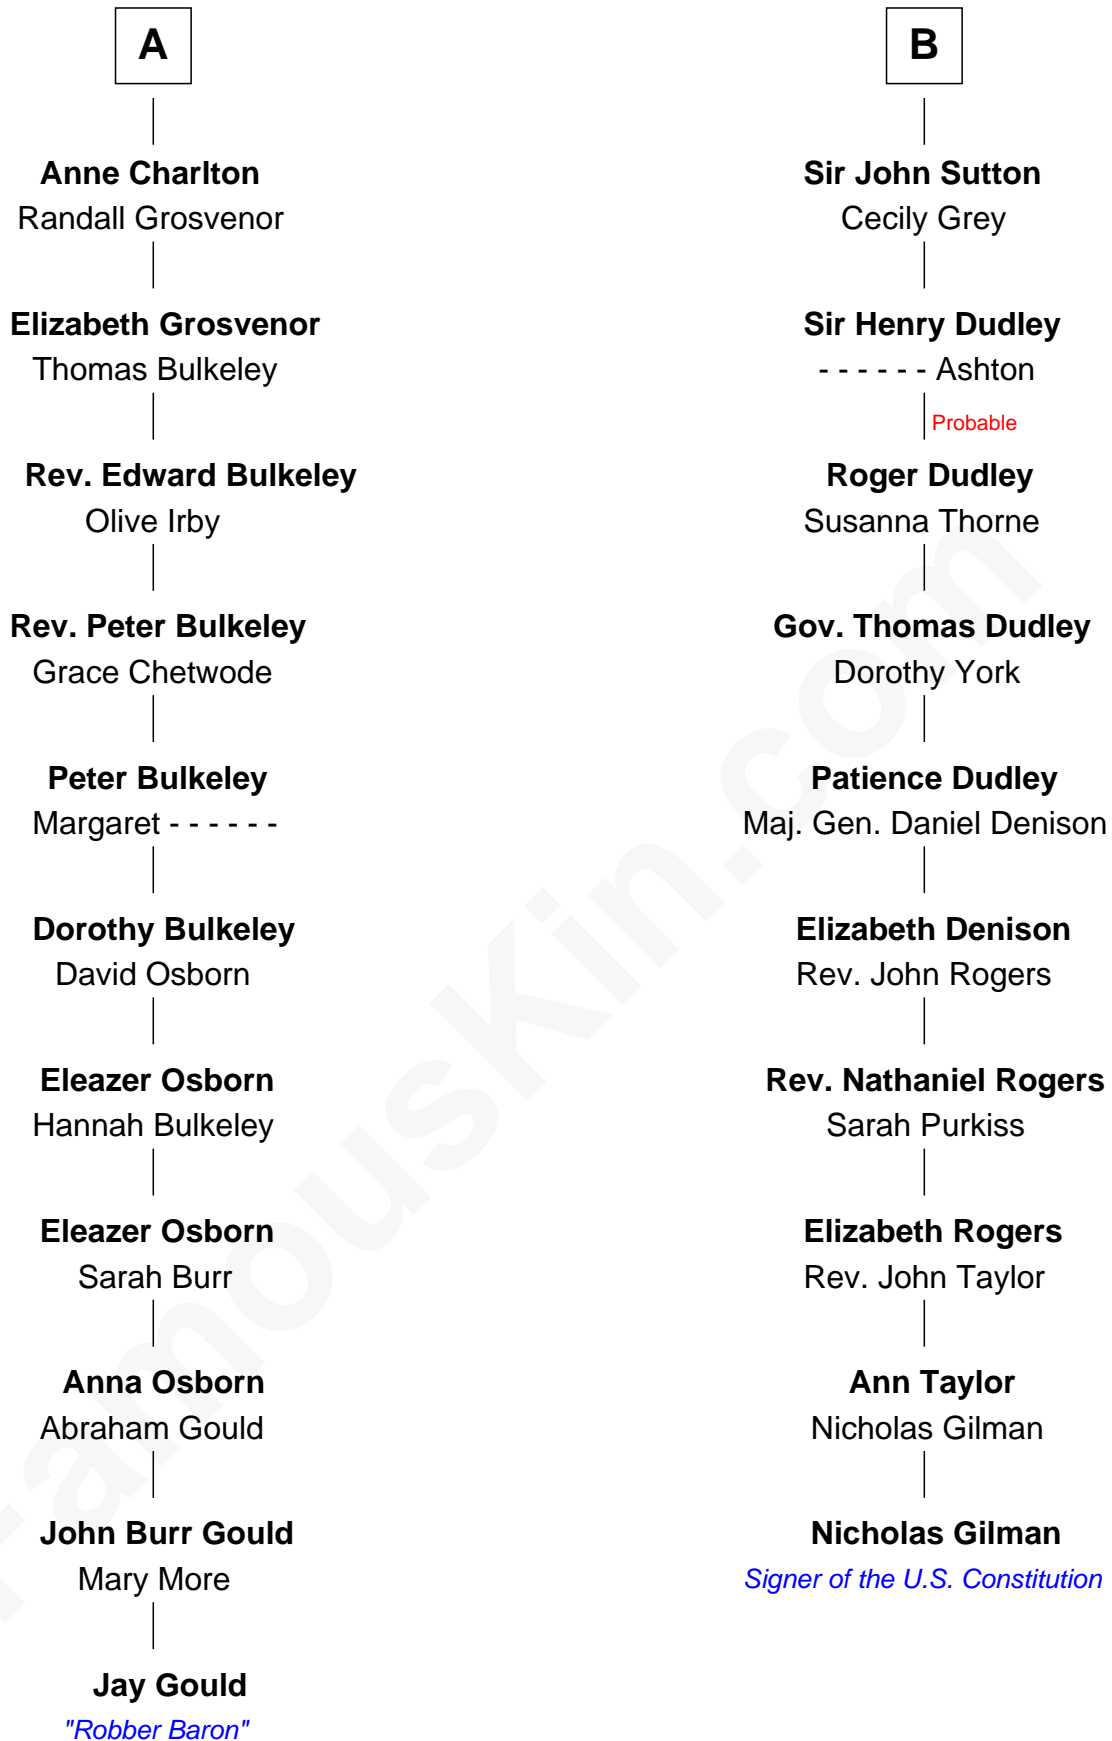 A
Anne Charlton
Randall Grosvenor
Elizabeth Grosvenor
Thomas Bulkeley
Rev. Edward Bulkeley
Olive Irby
Rev. Peter Bulkeley
Grace Chetwode
Peter Bulkeley
Margaret - - - - - -
Dorothy Bulkeley
David Osborn
Eleazer Osborn
Hannah Bulkeley
Eleazer Osborn
Sarah Burr
Anna Osborn
Abraham Gould
John Burr Gould
Mary More
Jay Gould
"Robber Baron"
B
Sir John Sutton
Cecily Grey
Sir Henry Dudley
- - - - - - Ashton
Probable
Roger Dudley
Susanna Thorne
Gov. Thomas Dudley
Dorothy York
Patience Dudley
Maj. Gen. Daniel Denison
Elizabeth Denison
Rev. John Rogers
Rev. Nathaniel Rogers
Sarah Purkiss
Elizabeth Rogers
Rev. John Taylor
Ann Taylor
Nicholas Gilman
Nicholas Gilman
Signer of the U.S. Constitution
FamousKin.com